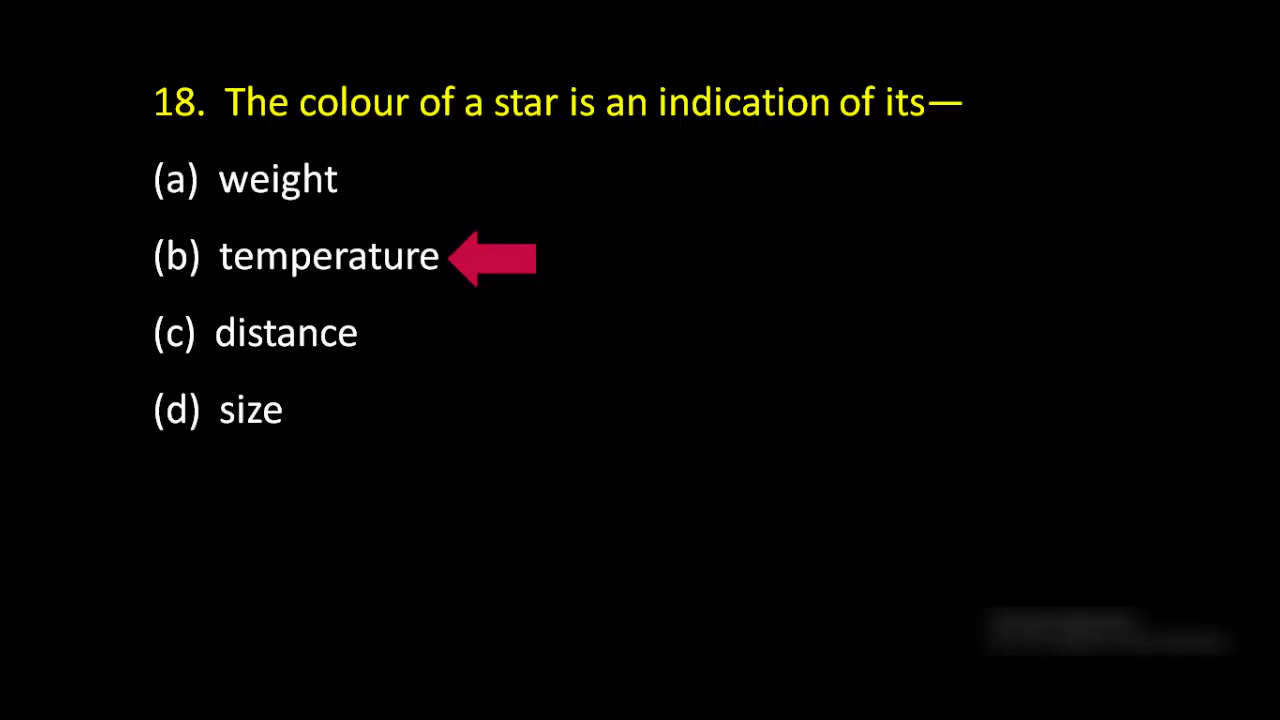 18. The colour of a star is an indication of its—
(a) weight
(b) temperature
(c) distance
(d) size